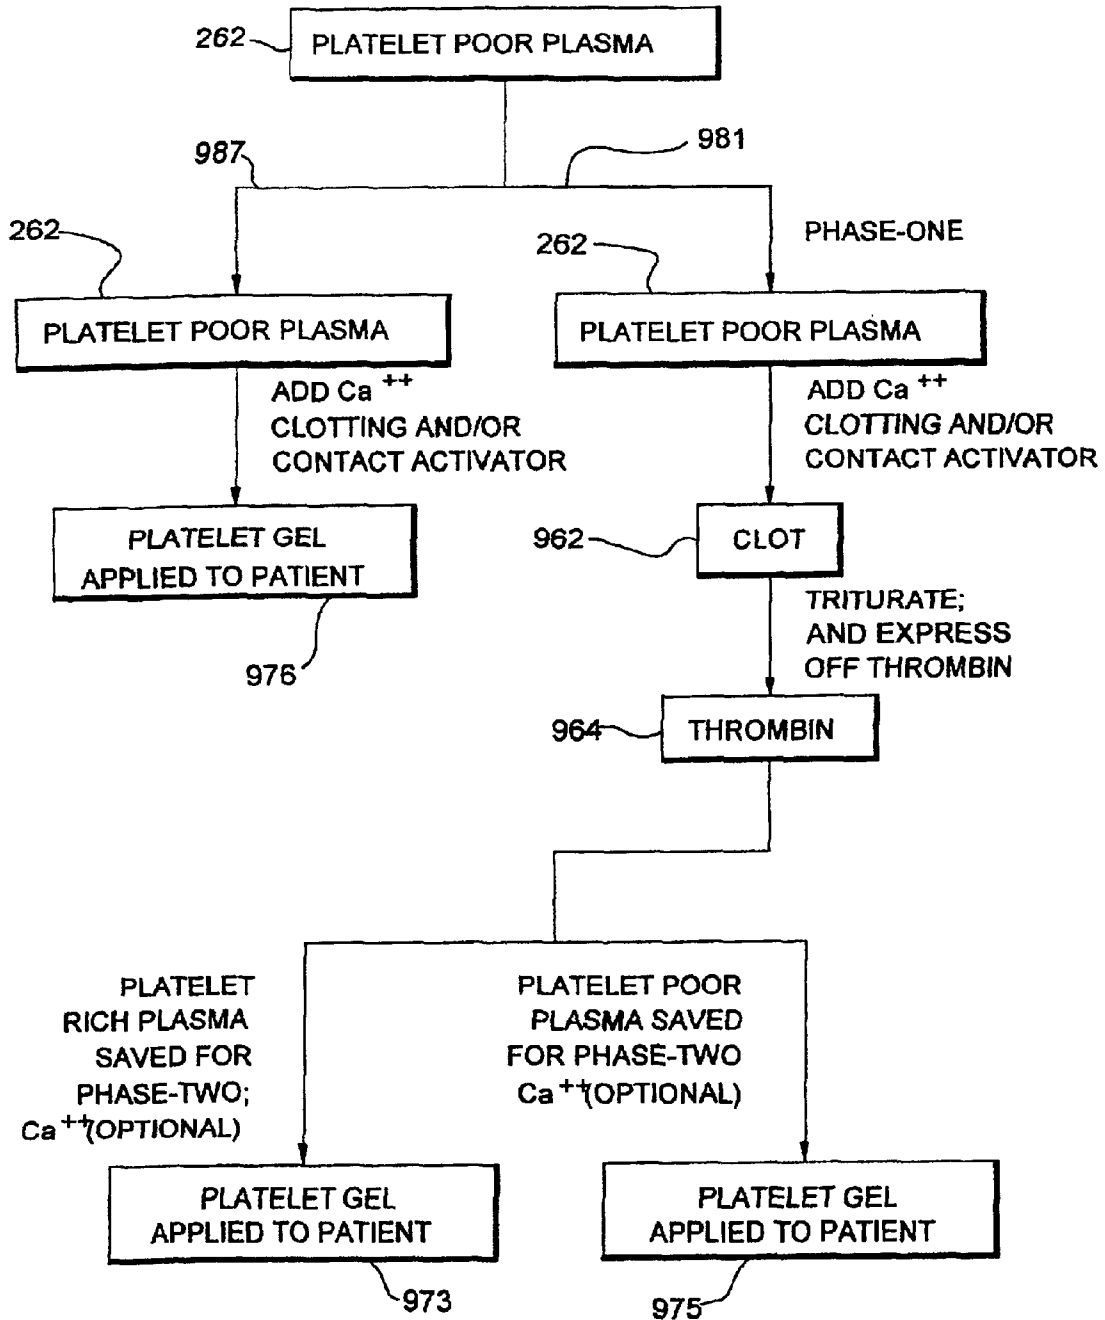 262
PLATELET POOR PLASMA
987
981
262
PHASE-ONE
262
PLATELET POOR PLASMA
PLATELET POOR PLASMA
ADD Ca++
CLOTTING AND/OR
CONTACT ACTIVATOR
ADD Ca++
CLOTTING AND/OR
CONTACT ACTIVATOR
PLATELET GEL
APPLIED TO PATIENT
976
962
CLOT
TRITURATE;
AND EXPRESS
OFF THROMBIN
964
THROMBIN
PLATELET
RICH PLASMA
SAVED FOR
PHASE-TWO;
Ca++(OPTIONAL)
PLATELET POOR
PLASMA SAVED
FOR PHASE-TWO
Ca++(OPTIONAL)
PLATELET GEL
APPLIED TO PATIENT
973
PLATELET GEL
APPLIED TO PATIENT
975